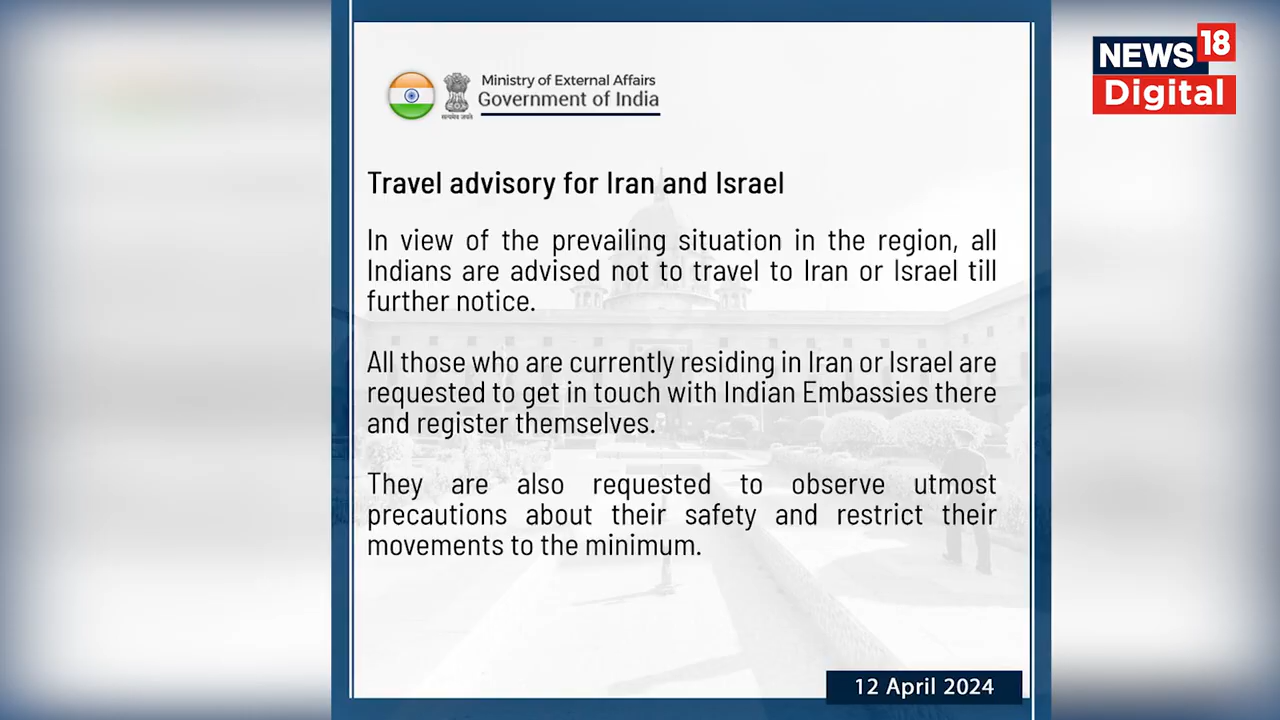 NEWS 18
Digital
Ministry of External Affairs
Government of India
सत्यमेव जयते
Travel advisory for Iran and Israel
In view of the prevailing situation in the region, all
Indians are advised not to travel to Iran or Israel till
further notice.
All those who are currently residing in Iran or Israel are
requested to get in touch with Indian Embassies there
and register themselves.
They are also requested to observe utmost
precautions about their safety and restrict their
movements to the minimum.
12 April 2024